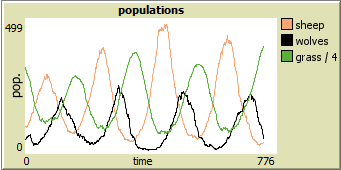 populations
499
sheep
wolves
grass / 4
pop.
0
0
time
776